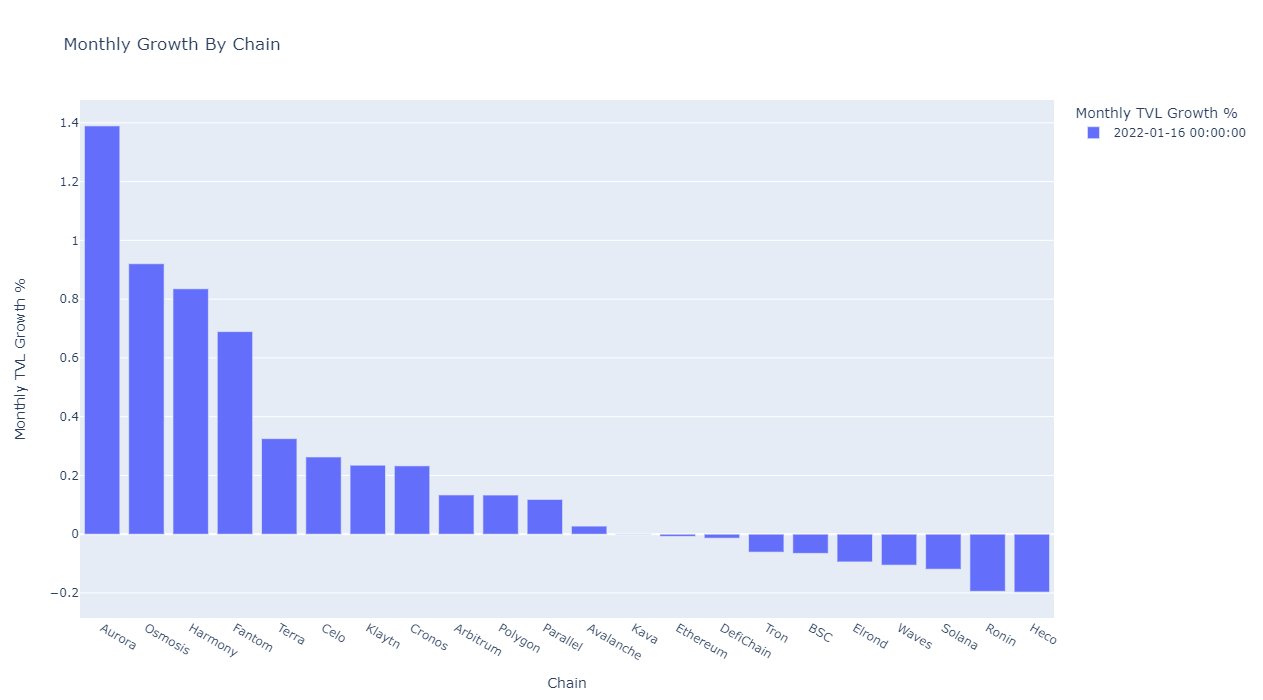 Monthly Growth By Chain
Monthly TVL Growth %
2022-01-16 00:00:00
Monthly TVL Growth %
1.4
1.2
1
0.8
0.6
0.4
0.2
0
−0.2
Aurora
Osmosis
Harmony
Fantom
Terra
Celo
Klaytn
Cronos
Arbitrum
Polygon
Parallel
Avalanche
Kava
Ethereum
DefiChain
Tron
BSC
Elrond
Waves
Solana
Ronin
Heco
Chain